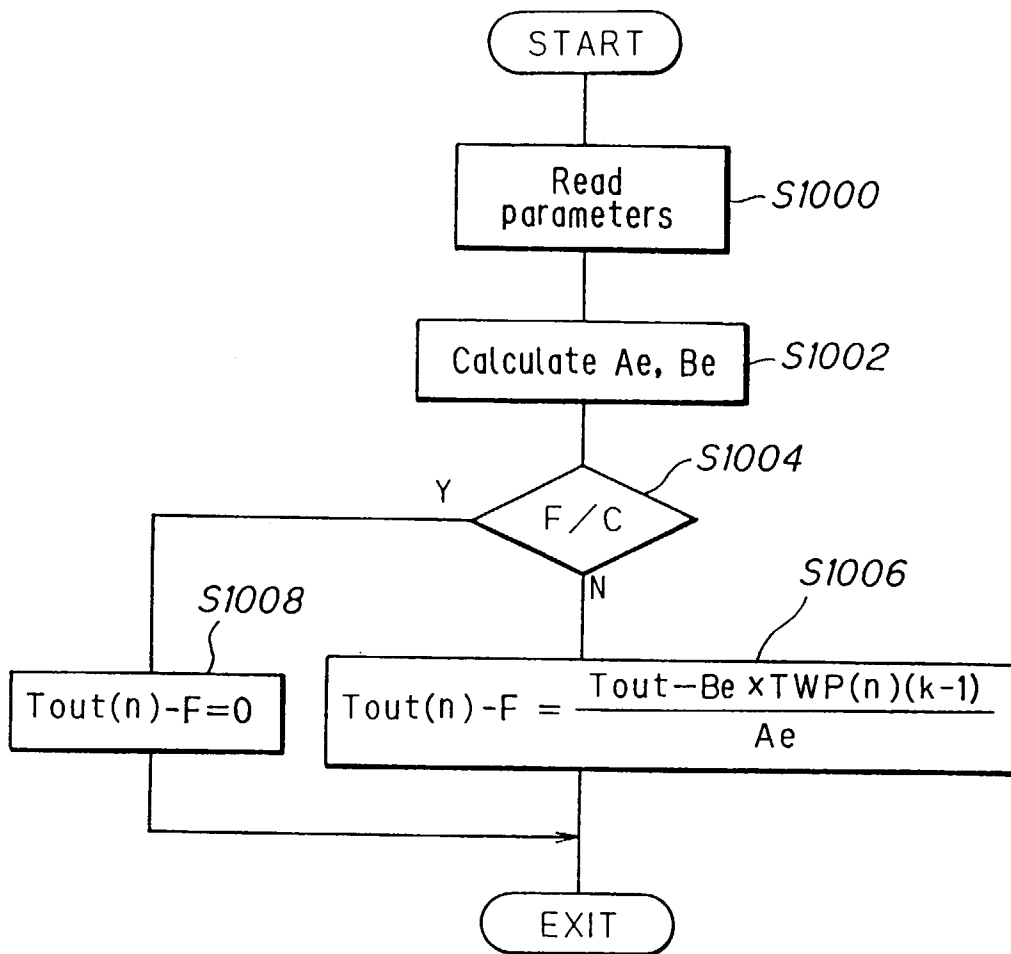 START
Read
parameters
S1000
Calculate Ae, Be
S1002
S1004
Y
F/C
N
S1008
S1006
Tout(n)-F=0
Tout(n)-F = Tout-Be×TWP(n)(k-1)
Ae
EXIT